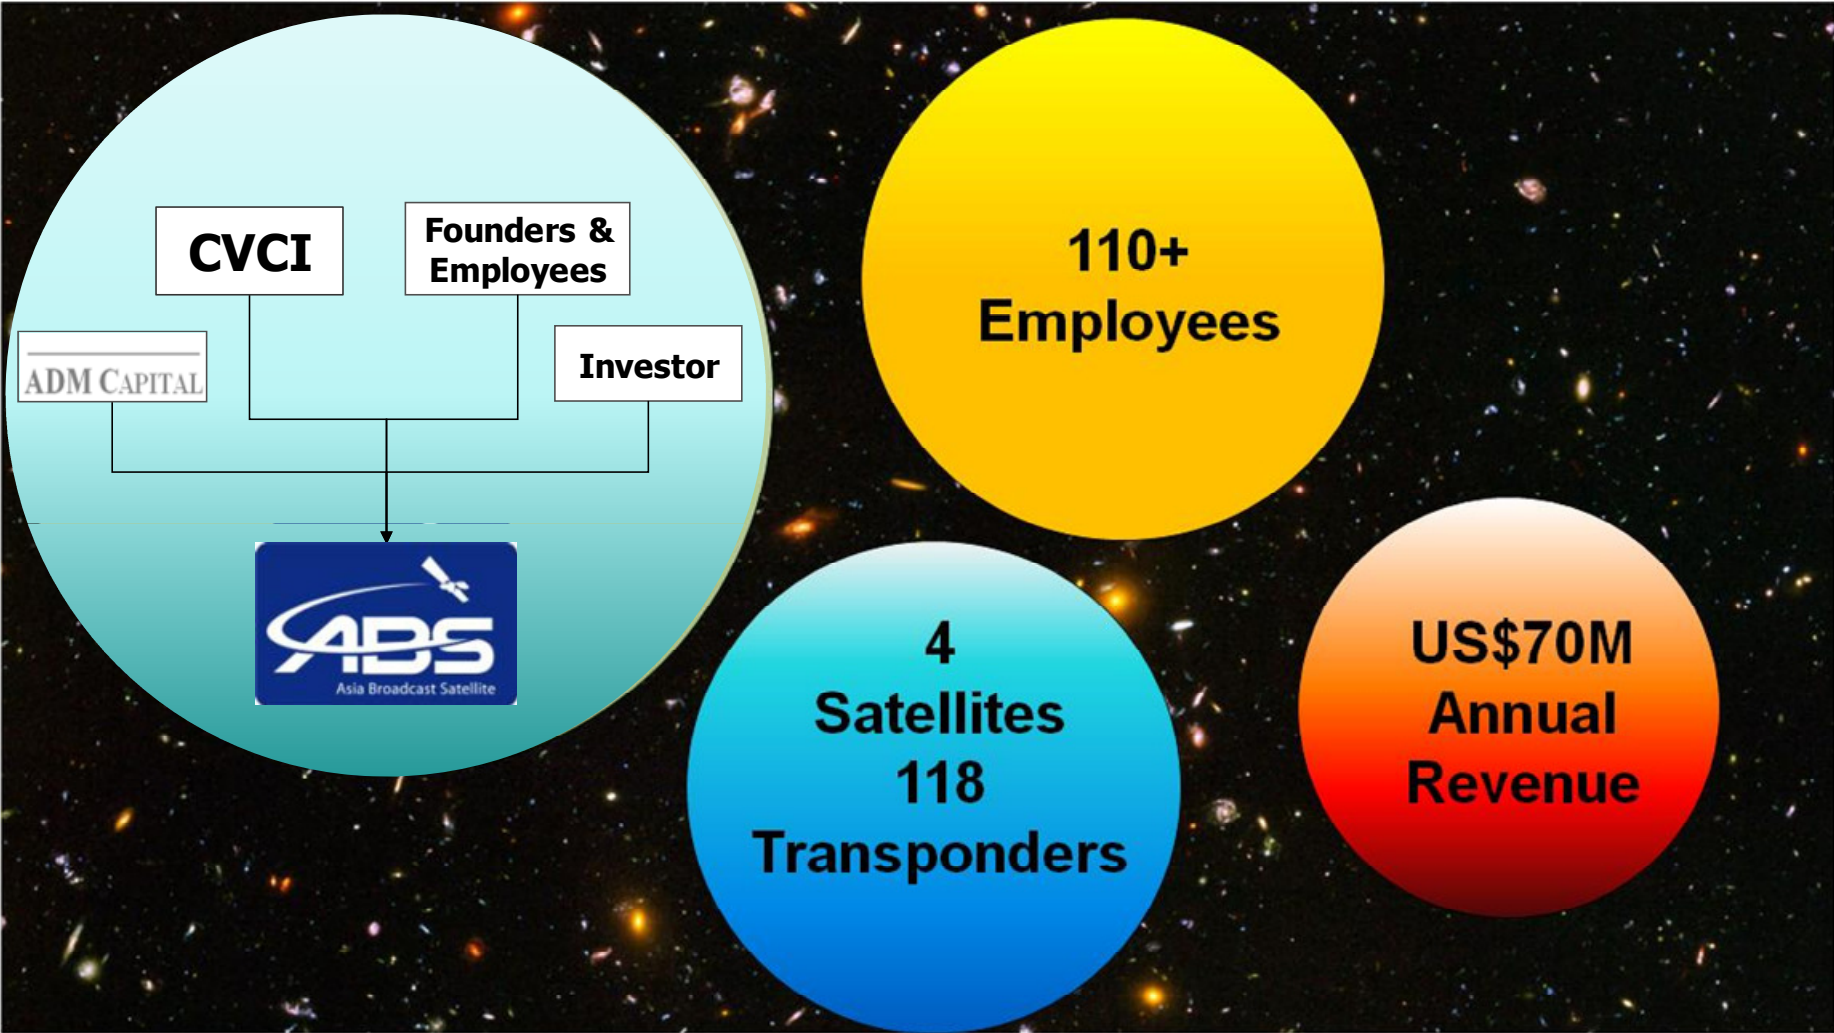 CVCI
Founders &
Employees
ADM CAPITAL
Investor
ABS
Asia Broadcast Satellite
110+
Employees
4
Satellites
118
Transponders
US$70M
Annual
Revenue